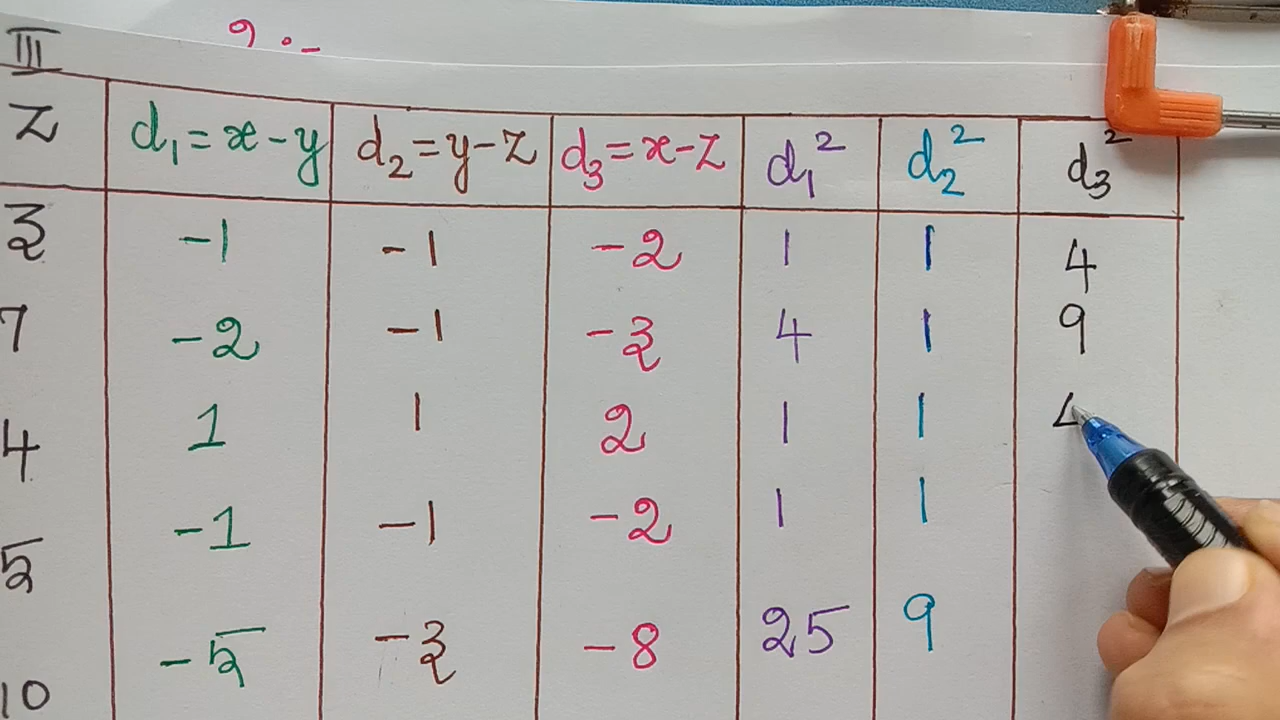 9.-
III
Z d₁=x-y d₂=y-z d₃=x-z d₁² d₂² d₃²
3 -1 -1 -2 1 1 4
7 -2 -1 -3 4 1 9
4 1 1 2 1 1 4
5 -1 -1 -2 1 1
10 -5 -3 -8 25 9